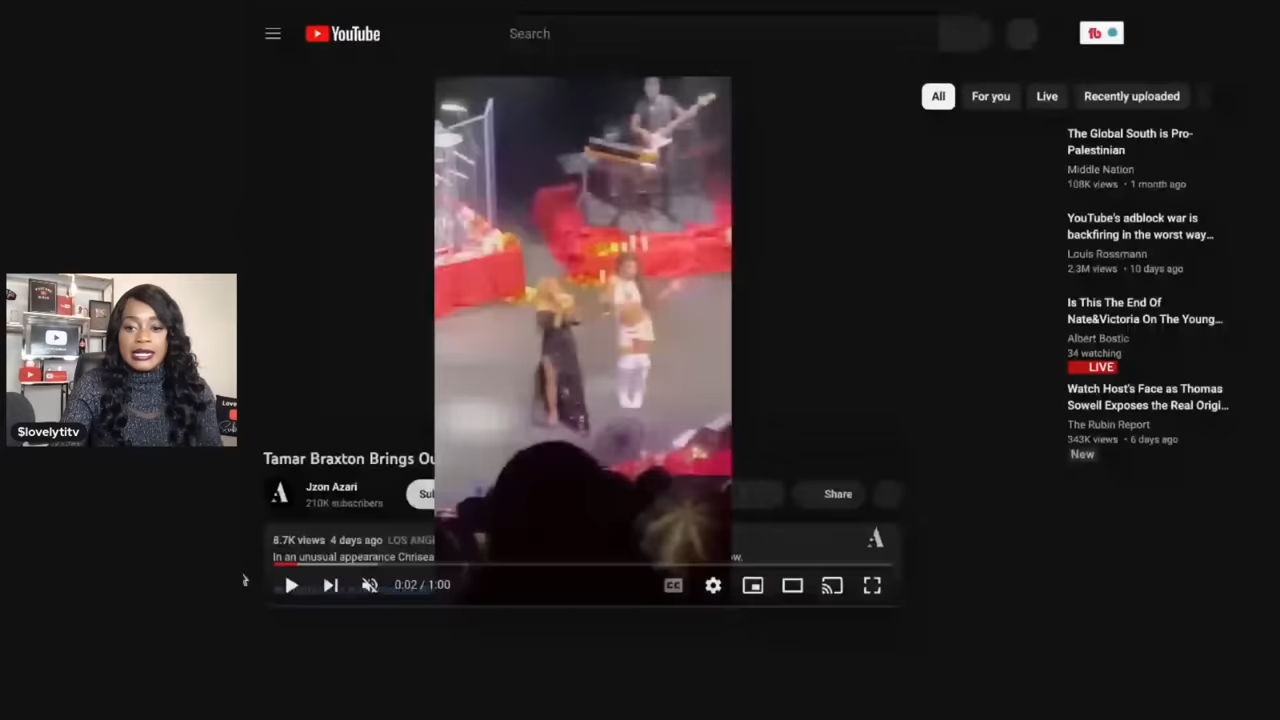 YouTube
Search
All
For you
Live
Recently uploaded
The Global South is Pro-
Palestinian
Middle Nation
108K views • 1 month ago
YouTube's adblock war is
backfiring in the worst way...
Louis Rossmann
2.3M views • 10 days ago
Is This The End Of
Nate&Victoria On The Young...
Albert Bostic
34 watching
LIVE
Watch Host's Face as Thomas
Sowell Exposes the Real Origi...
The Rubin Report
343K views • 6 days ago
New
$lovelytitv
Tamar Braxton Brings Ou
Jzon Azari
210K subscribers
Su
Share
8.7K views 4 days ago LOS ANG
In an unusual appearance Chrisea
ow.
0:02 / 1:00
CC